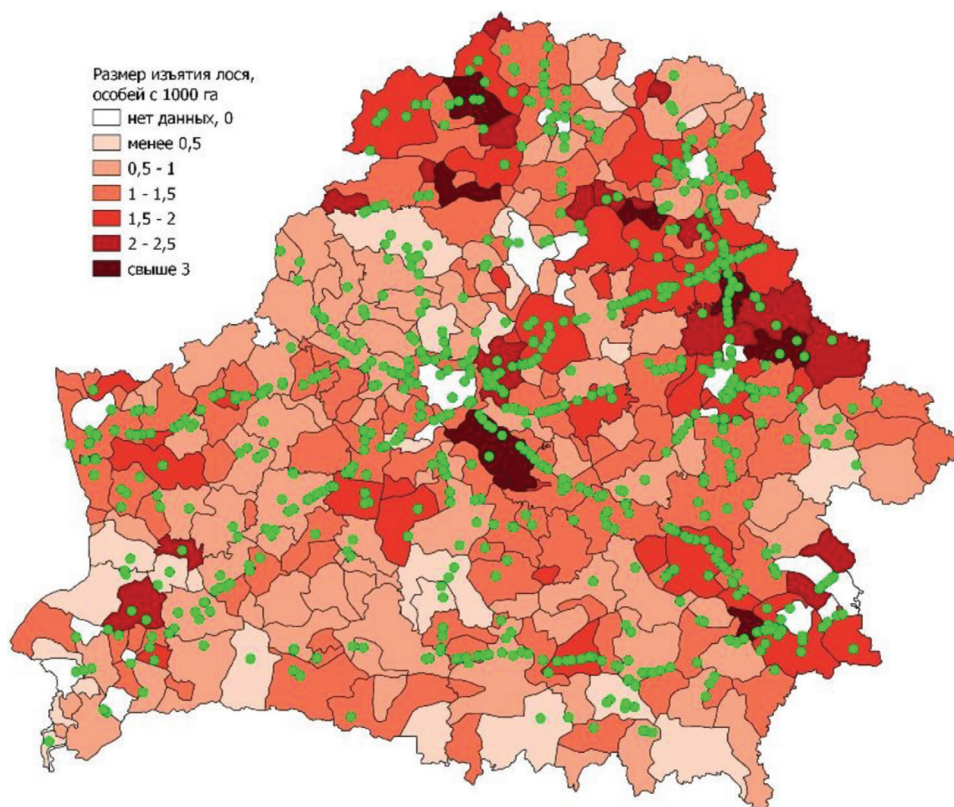 Размер изъятия лося,
особей с 1000 га
нет данных, 0
менее 0,5
0,5 - 1
1 - 1,5
1,5 - 2
2 - 2,5
свыше 3